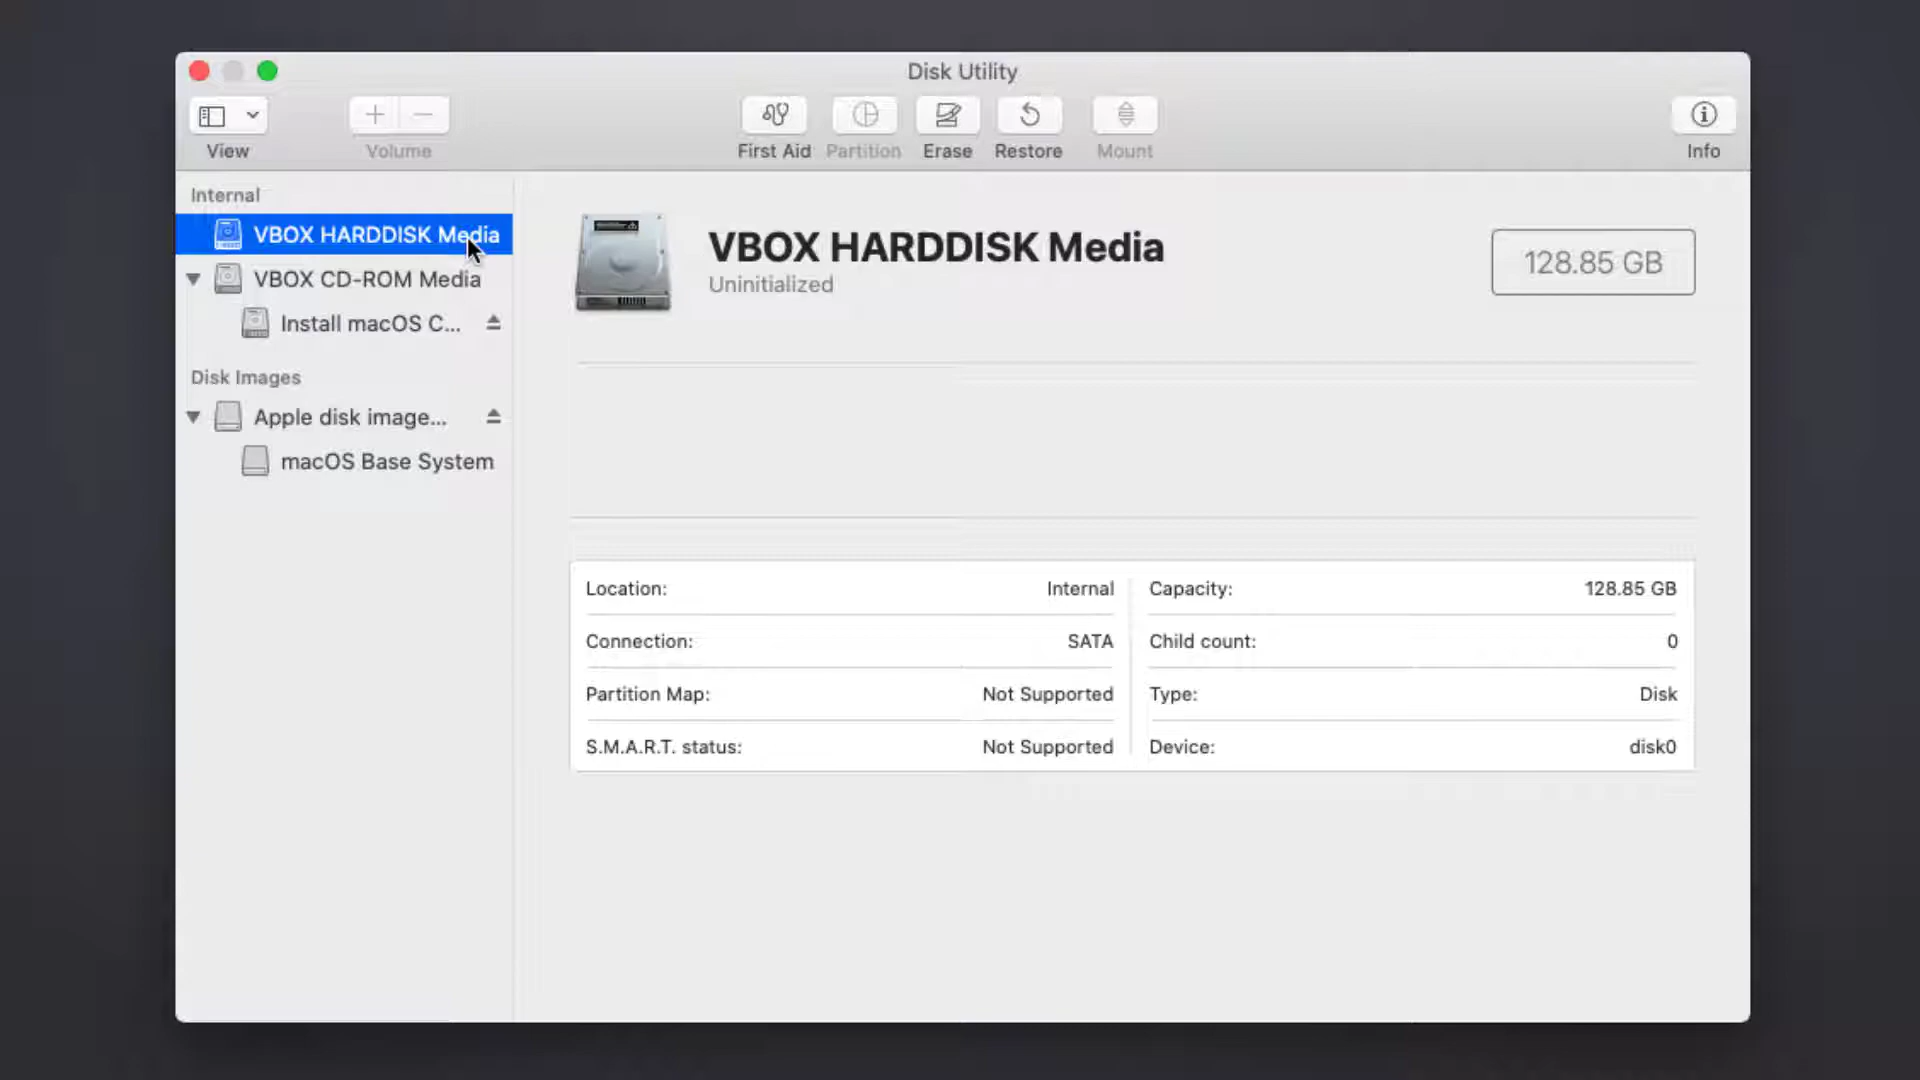 Disk Utility
View
Volume
First Aid
Partition
Erase
Restore
Mount
Info
Internal
VBOX HARDDISK Media
VBOX CD-ROM Media
Install macOS C...
Disk Images
Apple disk image...
macOS Base System
VBOX HARDDISK Media
Uninitialized
128.85 GB
Location: Internal
Connection: SATA
Partition Map: Not Supported
S.M.A.R.T. status: Not Supported
Capacity: 128.85 GB
Child count: 0
Type: Disk
Device: disk0